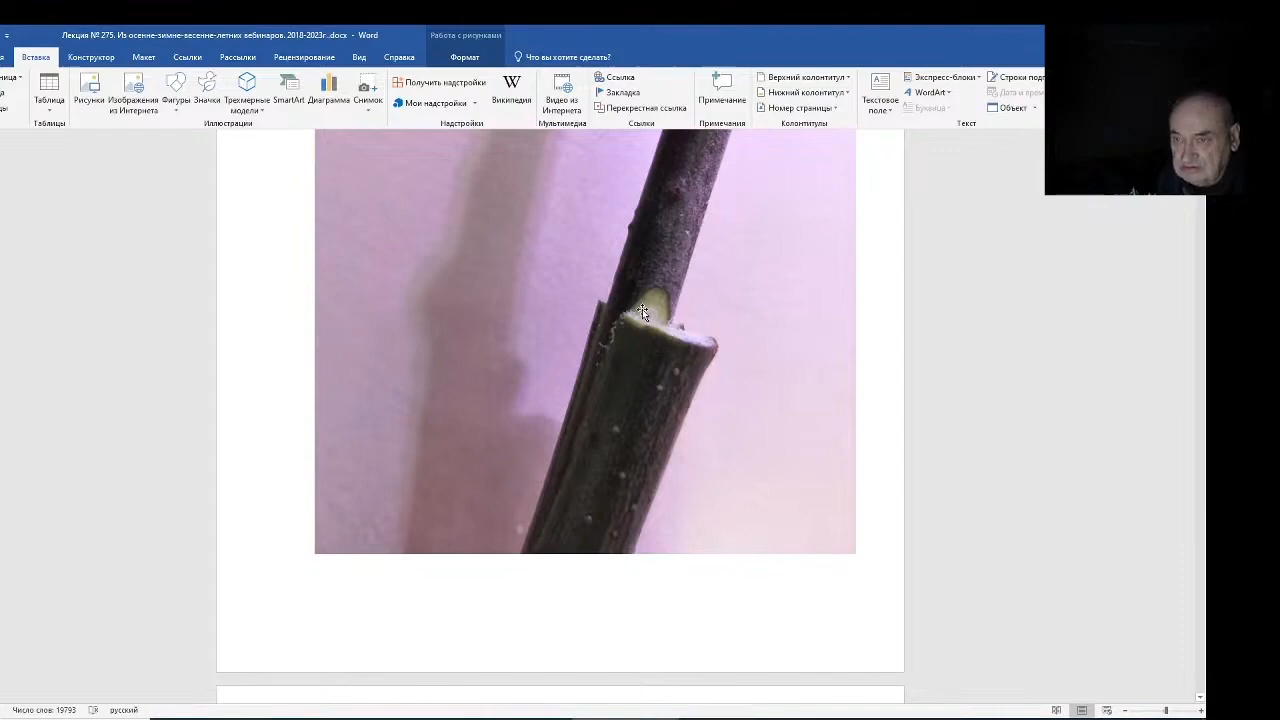 Лекция № 275. Из осенне-зимне-весенне-летних вебинаров. 2018-2023г..docx - Word
Работа с рисунками
Вставка
Конструктор
Макет
Ссылки
Рассылки
Рецензирование
Вид
Справка
Формат
Что вы хотите сделать?
Таблица
Таблицы
Рисунки
Изображения из Интернета
Фигуры
Значки
Трехмерные модели
SmartArt
Диаграмма
Снимок
Иллюстрации
Получить надстройки
Мои надстройки
Википедия
Надстройки
Видео из Интернета
Мультимедиа
Ссылка
Закладка
Перекрестная ссылка
Ссылки
Примечание
Примечания
Верхний колонтитул
Нижний колонтитул
Номер страницы
Колонтитулы
Текстовое поле
Экспресс-блоки
WordArt
Буквица
Строки под
Дата и врем
Объект
Текст
Число слов: 19793
русский